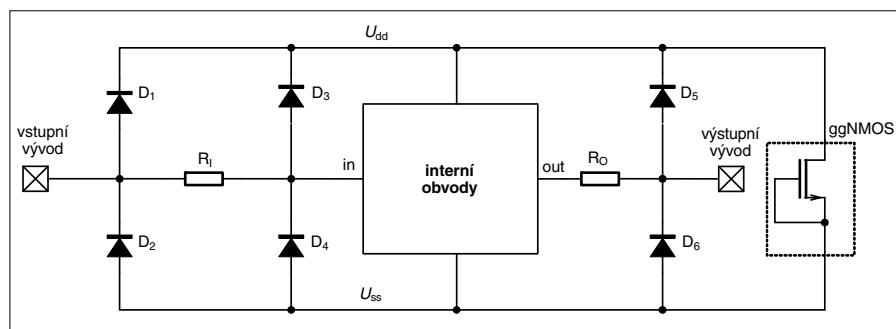 Udd
D1
D3
D5
ggNMOS
vstupní
vývod
výstupní
vývod
RI
in
interní
obvody
out
RO
D2
D4
D6
Uss